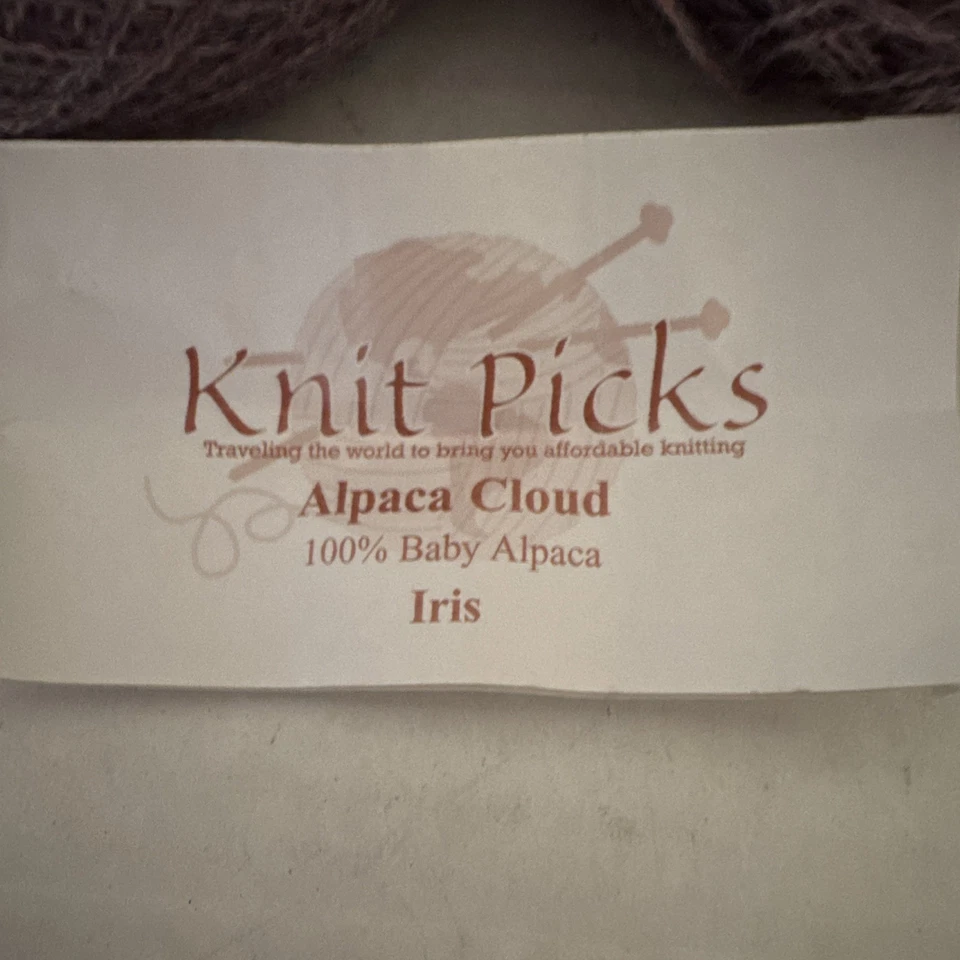 Knit Picks
Traveling the world to bring you affordable knitting
Alpaca Cloud
100% Baby Alpaca
Iris